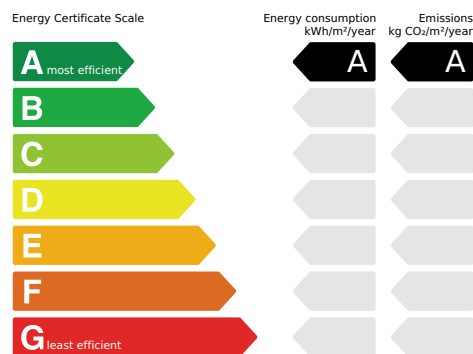 Energy Certificate Scale
Energy consumption
kWh/m²/year
Emissions
kg CO₂/m²/year
A most efficient
A
A
B
C
D
E
F
G least efficient